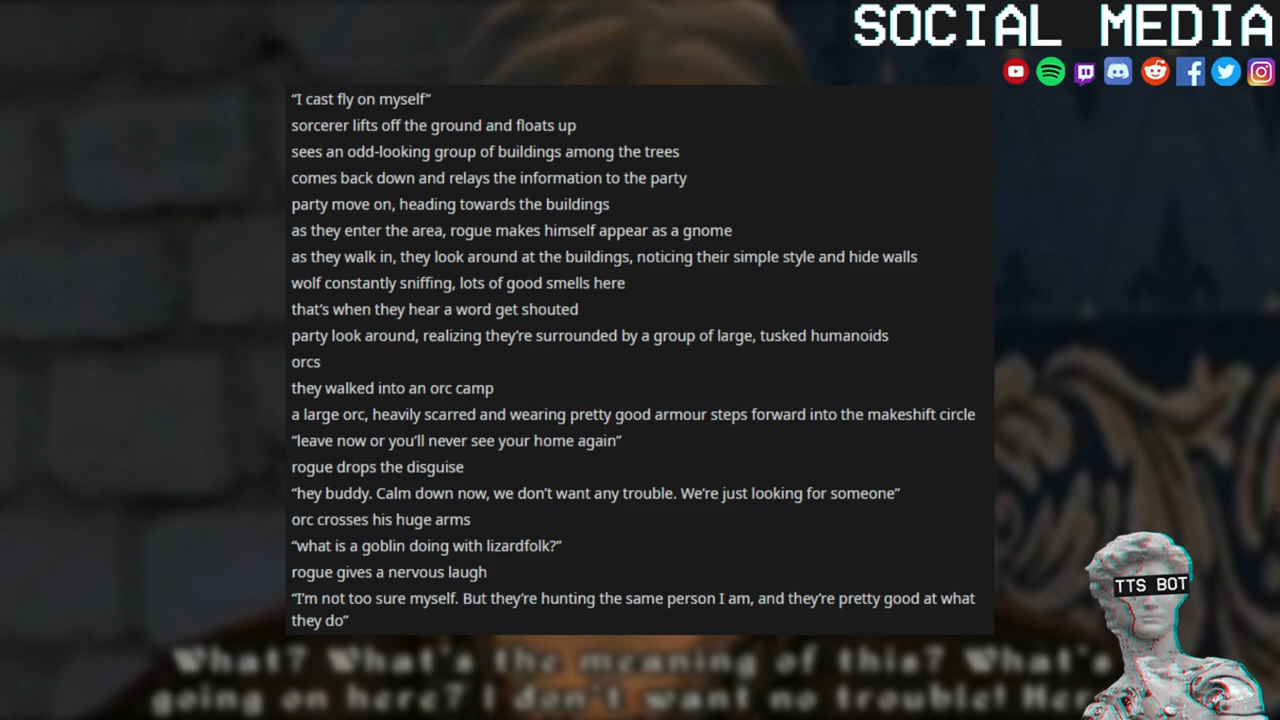 SOCIAL MEDIA
“I cast fly on myself”
sorcerer lifts off the ground and floats up
sees an odd-looking group of buildings among the trees
comes back down and relays the information to the party
party move on, heading towards the buildings
as they enter the area, rogue makes himself appear as a gnome
as they walk in, they look around at the buildings, noticing their simple style and hide walls
wolf constantly sniffing, lots of good smells here
that’s when they hear a word get shouted
party look around, realizing they’re surrounded by a group of large, tusked humanoids
orcs
they walked into an orc camp
a large orc, heavily scarred and wearing pretty good armour steps forward into the makeshift circle
“leave now or you’ll never see your home again”
rogue drops the disguise
“hey buddy. Calm down now, we don’t want any trouble. We’re just looking for someone”
orc crosses his huge arms
“what is a goblin doing with lizardfolk?”
rogue gives a nervous laugh
“I’m not too sure myself. But they’re hunting the same person I am, and they’re pretty good at what
they do”
TTS BOT
What? What's the meaning of this? What's
going on here? I don't want no trouble! Her